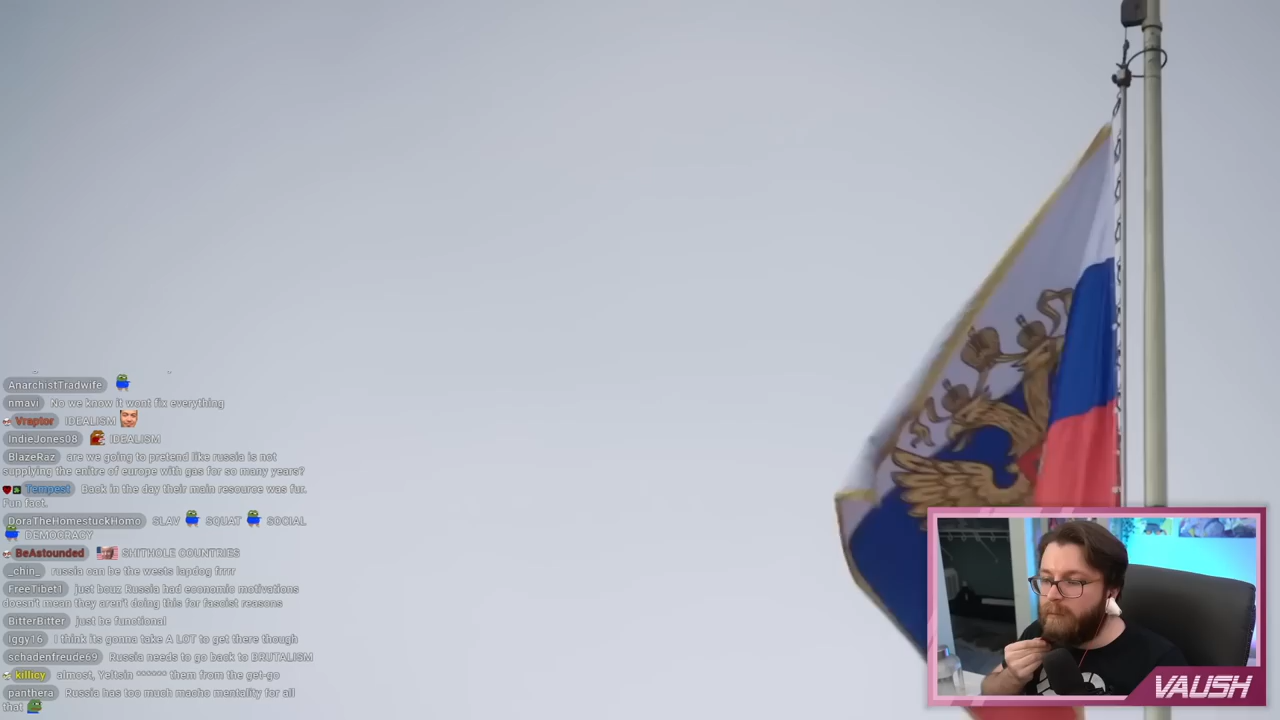 AnarchistTradwife
nmavi No we know it wont fix everything
Vraptor IDEALISM
IndieJones08 IDEALISM
BlazeRaz are we going to pretend like russia is not
supplying the enitre of europe with gas for so many years?
Tempest Back in the day their main resource was fur.
Fun fact.
DoraTheHomestuckHomo SLAV SQUAT SOCIAL
DEMOCRACY
BeAstounded SHITHOLE COUNTRIES
_chin_ russia can be the wests lapdog frrrr
FreeTibet1 just bcuz Russia had economic motivations
doesn't mean they aren't doing this for fascist reasons
BitterBitter just be functional
Iggy16 I think its gonna take A LOT to get there though
schadenfreude69 Russia needs to go back to BRUTALISM
killicy almost, Yeltsin ****** them from the get-go
panthera Russia has too much macho mentality for all
that
VAUSH